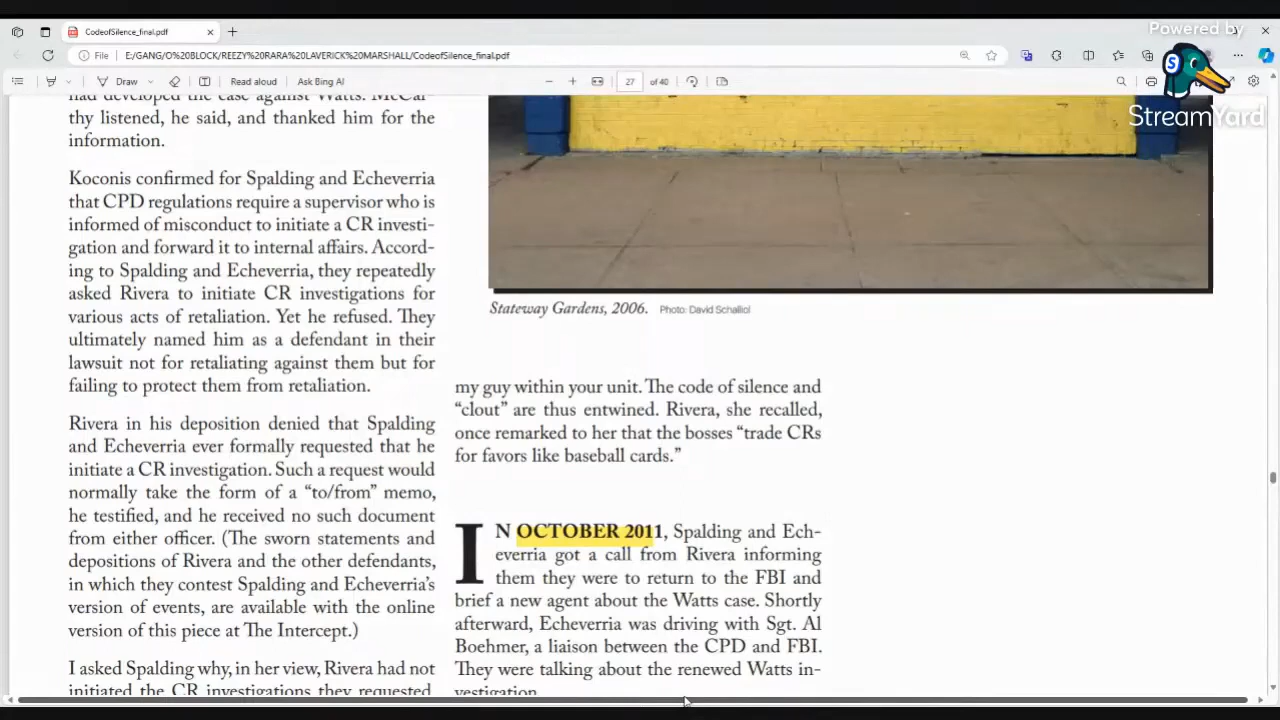 CodeofSilence_final.pdf
File
E:/GANG/O%20BLOCK/REEZY%20RARA%20LAVERICK%20MARSHALL/CodeofSilence_final.pdf
Draw
Read aloud
Ask Bing AI
27
of 40
Powered by
StreamYard
had developed the case against Watts. McCar-
thy listened, he said, and thanked him for the
information.
Koconis confirmed for Spalding and Echeverria
that CPD regulations require a supervisor who is
informed of misconduct to initiate a CR investi-
gation and forward it to internal affairs. Accord-
ing to Spalding and Echeverria, they repeatedly
asked Rivera to initiate CR investigations for
various acts of retaliation. Yet he refused. They
ultimately named him as a defendant in their
lawsuit not for retaliating against them but for
failing to protect them from retaliation.
Rivera in his deposition denied that Spalding
and Echeverria ever formally requested that he
initiate a CR investigation. Such a request would
normally take the form of a “to/from” memo,
he testified, and he received no such document
from either officer. (The sworn statements and
depositions of Rivera and the other defendants,
in which they contest Spalding and Echeverria’s
version of events, are available with the online
version of this piece at The Intercept.)
I asked Spalding why, in her view, Rivera had not
initiated the CR investigations they requested.
Stateway Gardens, 2006. Photo: David Schalliol
my guy within your unit. The code of silence and
“clout” are thus entwined. Rivera, she recalled,
once remarked to her that the bosses “trade CRs
for favors like baseball cards.”
IN OCTOBER 2011, Spalding and Ech-
everria got a call from Rivera informing
them they were to return to the FBI and
brief a new agent about the Watts case. Shortly
afterward, Echeverria was driving with Sgt. Al
Boehmer, a liaison between the CPD and FBI.
They were talking about the renewed Watts in-
vestigation.